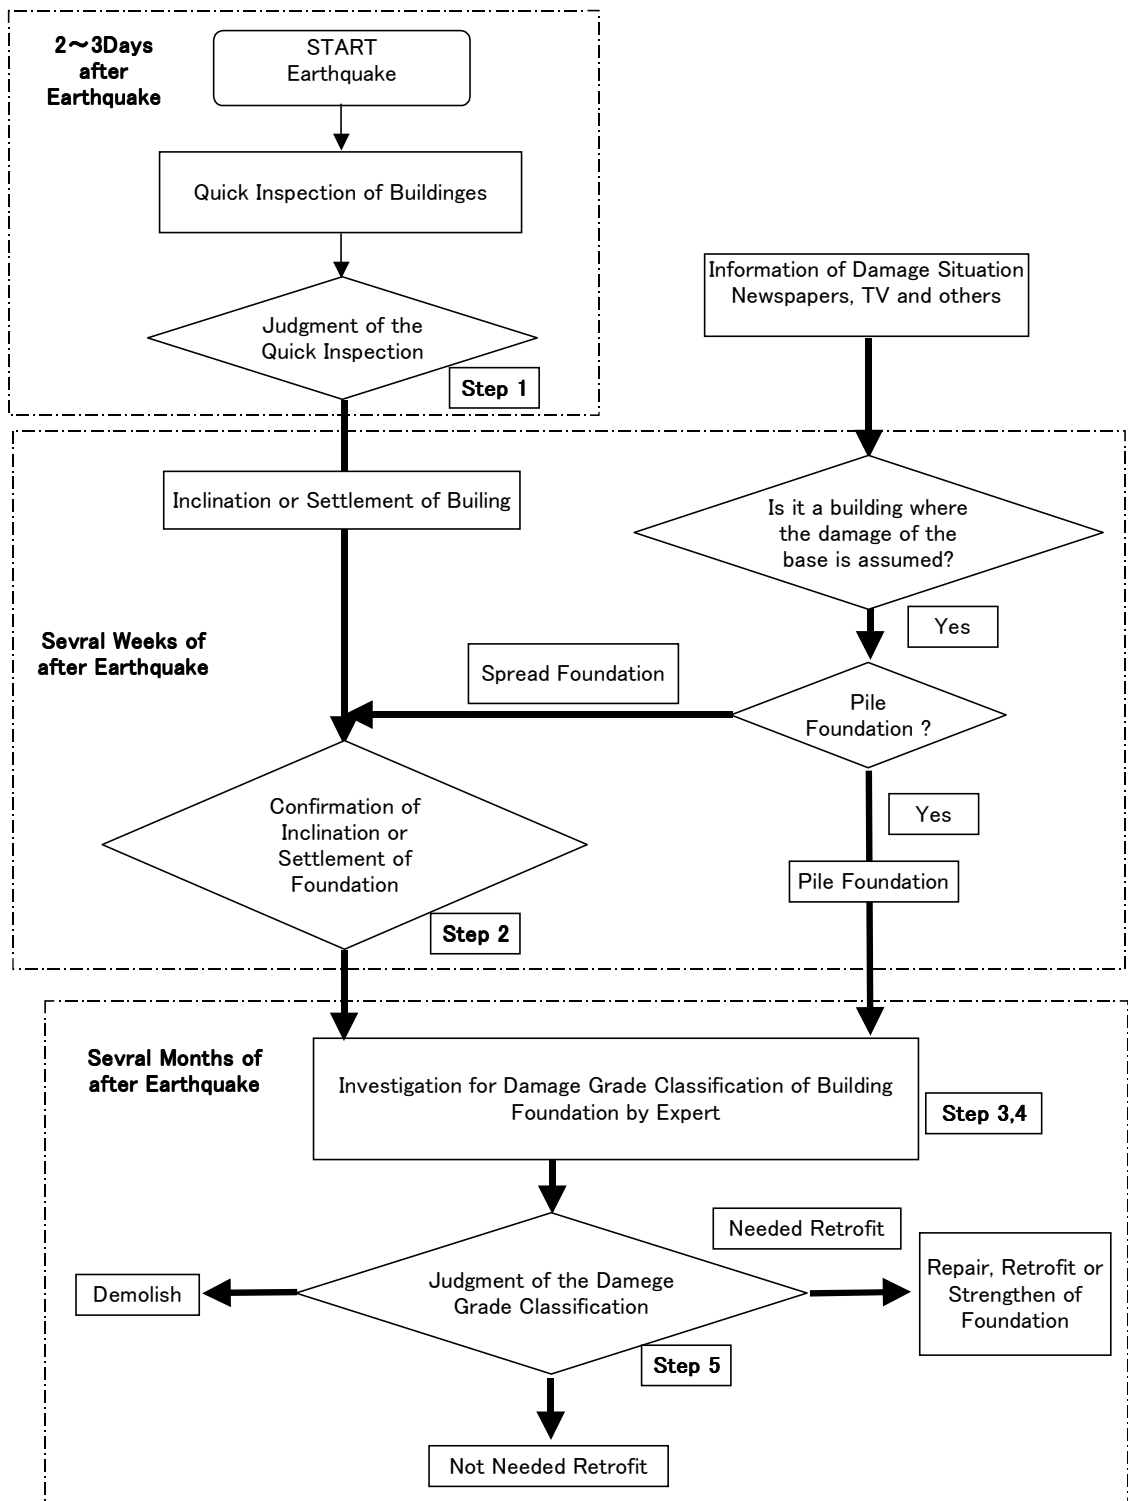 2～3Days
after
Earthquake
START
Earthquake
Quick Inspection of Buildinges
Judgment of the
Quick Inspection
Step 1
Information of Damage Situation
Newspapers, TV and others
Inclination or Settlement of Builing
Is it a building where
the damage of the
base is assumed?
Yes
Sevral Weeks of
after Earthquake
Spread Foundation
Pile
Foundation ?
Confirmation of
Inclination or
Settlement of
Foundation
Yes
Pile Foundation
Step 2
Sevral Months of
after Earthquake
Investigation for Damage Grade Classification of Building
Foundation by Expert
Step 3,4
Needed Retrofit
Demolish
Judgment of the Damege
Grade Classification
Repair, Retrofit or
Strengthen of
Foundation
Step 5
Not Needed Retrofit